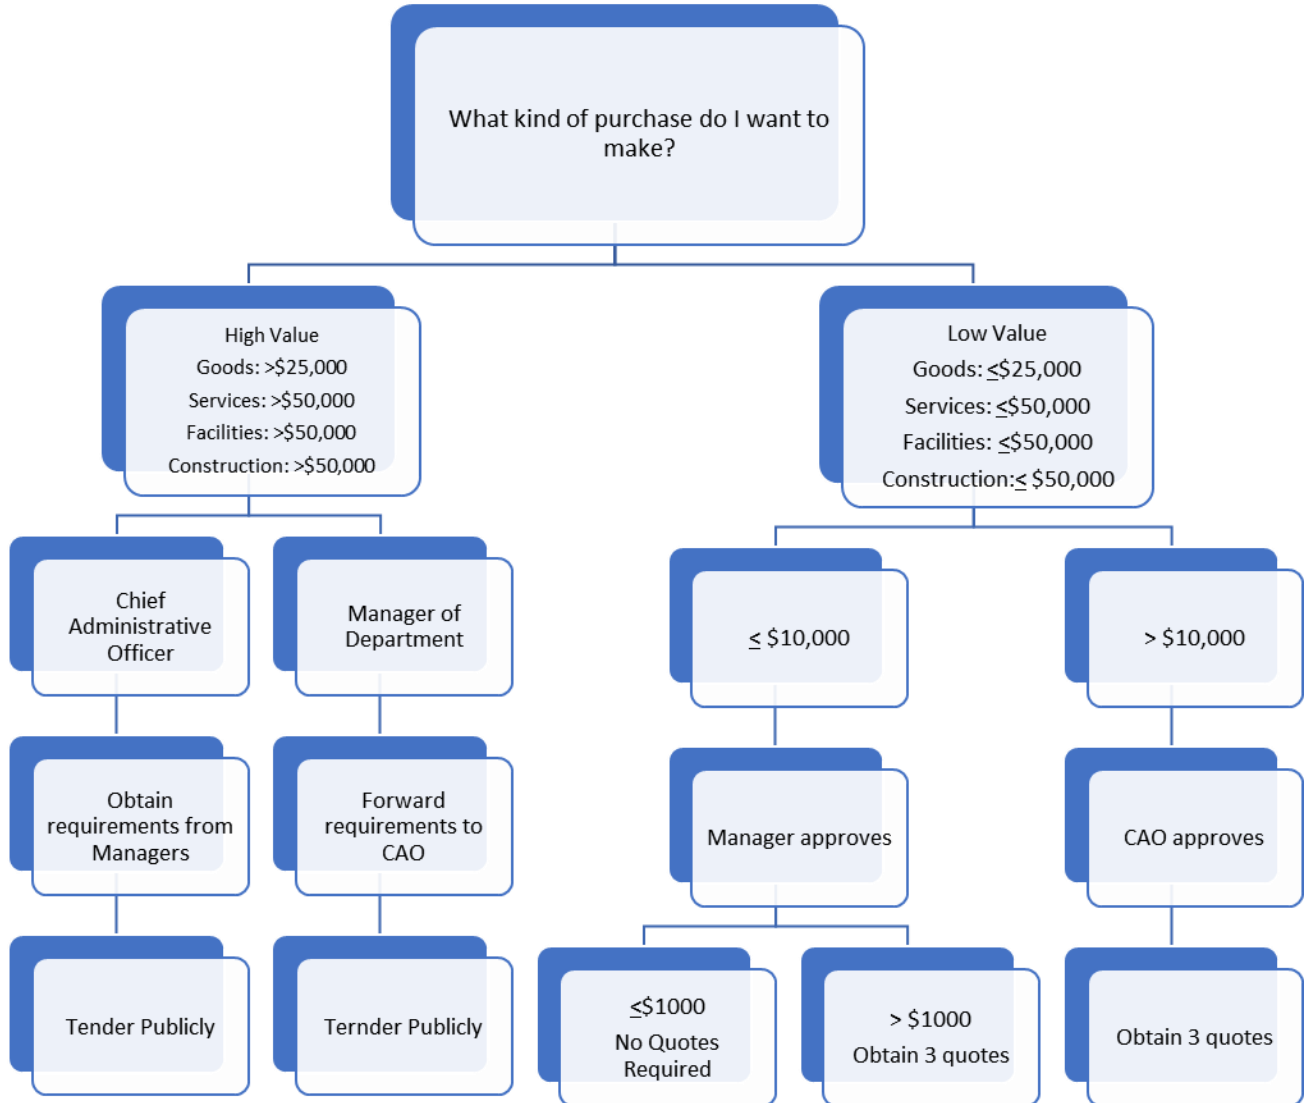 What kind of purchase do I want to
make?
High Value
Goods: >$25,000
Services: >$50,000
Facilities: >$50,000
Construction: >$50,000
Low Value
Goods: ≤$25,000
Services: ≤$50,000
Facilities: ≤$50,000
Construction:≤ $50,000
Chief
Administrative
Officer
Manager of
Department
≤ $10,000
> $10,000
Obtain
requirements from
Managers
Forward
requirements to
CAO
Manager approves
CAO approves
Tender Publicly
Ternder Publicly
≤$1000
No Quotes
Required
> $1000
Obtain 3 quotes
Obtain 3 quotes